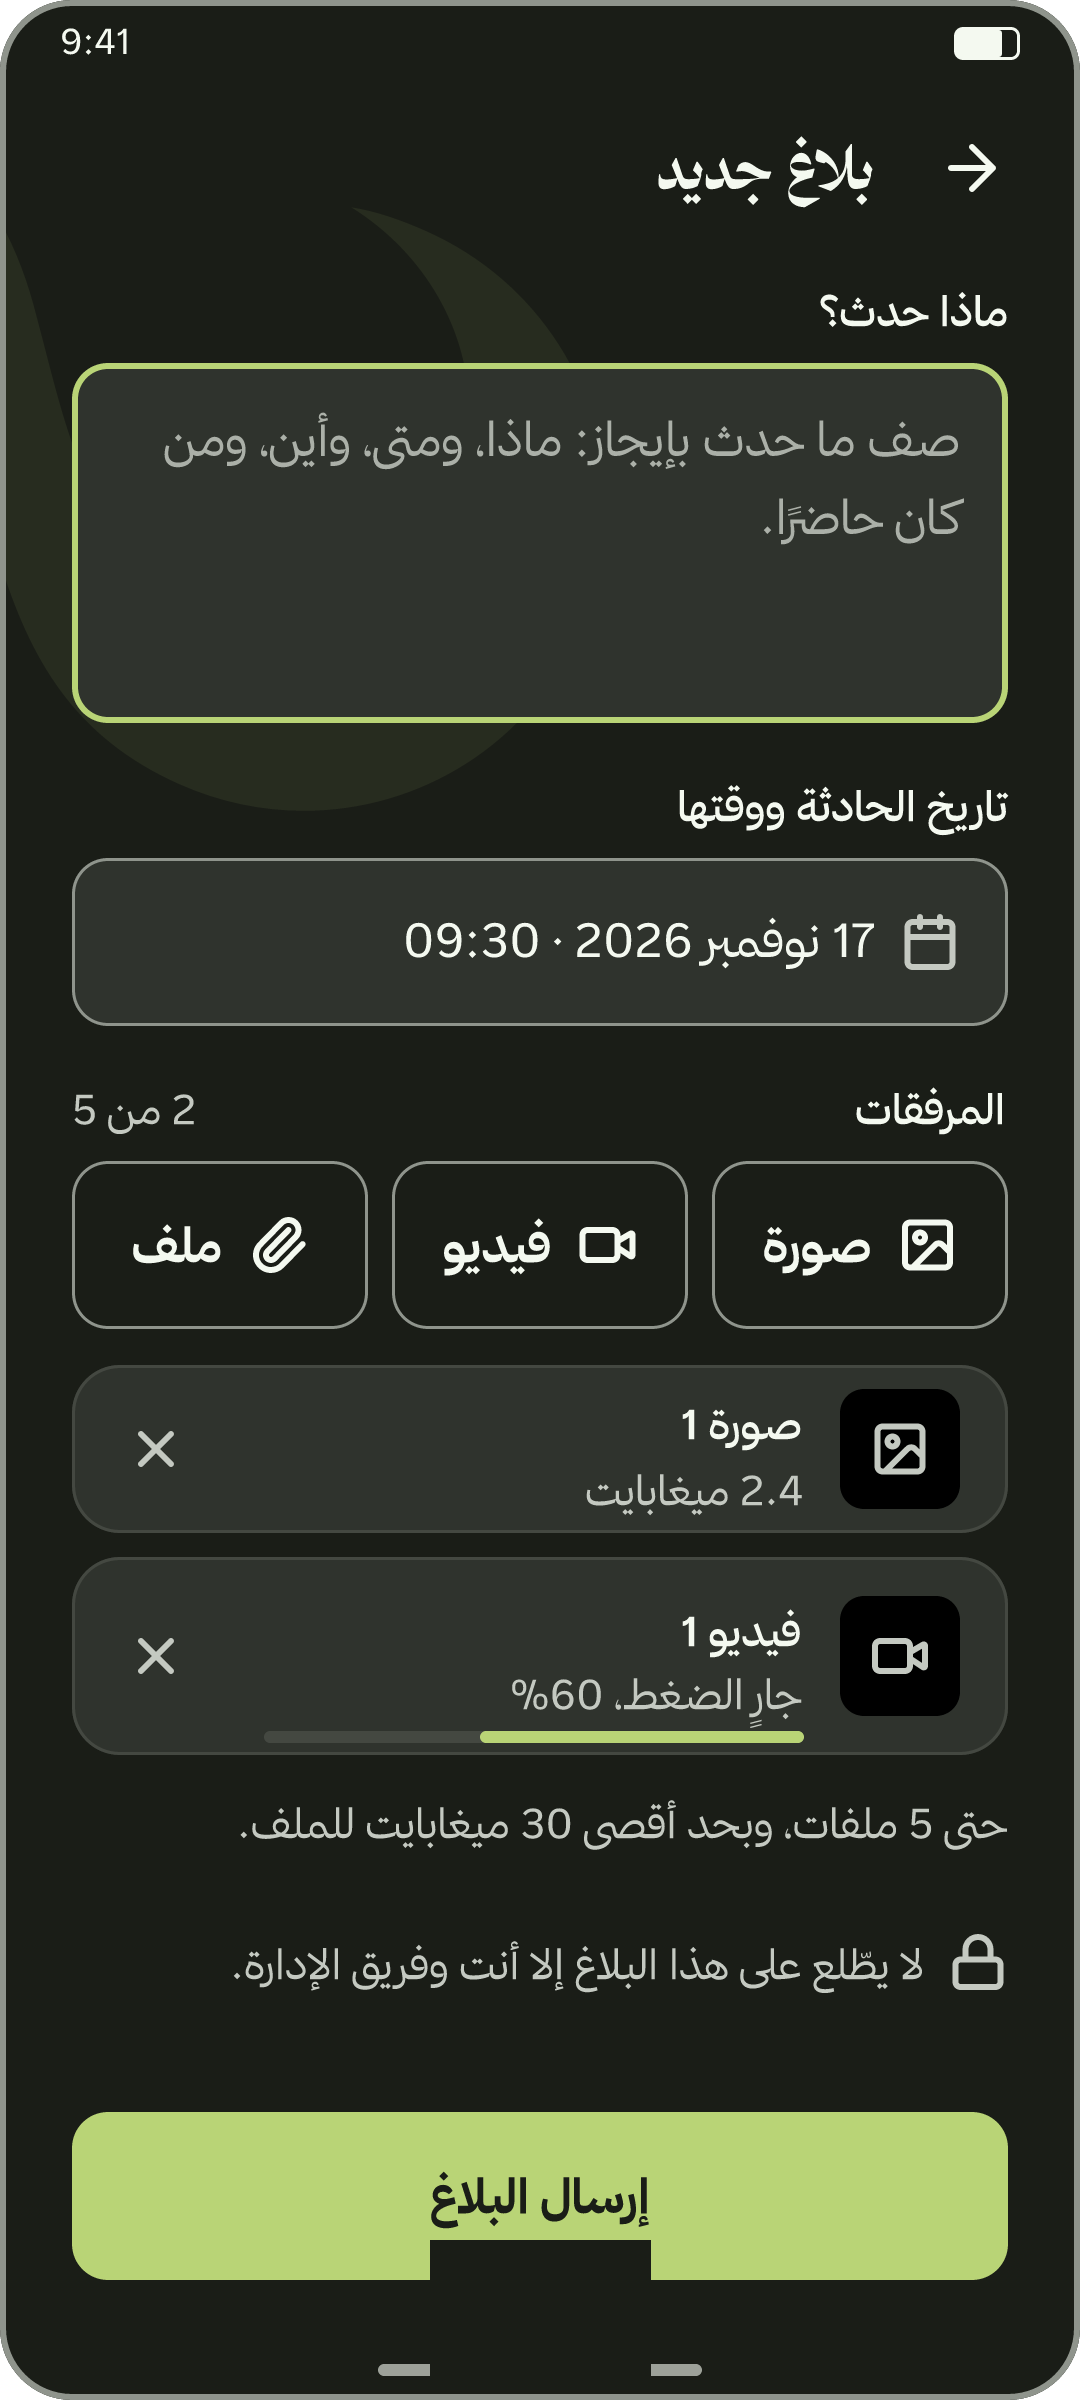 9:41
بلاغ جديد
ماذا حدث؟
صف ما حدث بإيجاز: ماذا، ومتى، وأين، ومن
كان حاضرًا.
تاريخ الحادثة ووقتها
17 نوفمبر 2026 · 09:30
المرفقات
2 من 5
صورة
فيديو
ملف
صورة 1
2.4 ميغابايت
فيديو 1
جارٍ الضغط، 60%
حتى 5 ملفات، وبحد أقصى 30 ميغابايت للملف.
لا يطّلع على هذا البلاغ إلا أنت وفريق الإدارة.
إرسال البلاغ